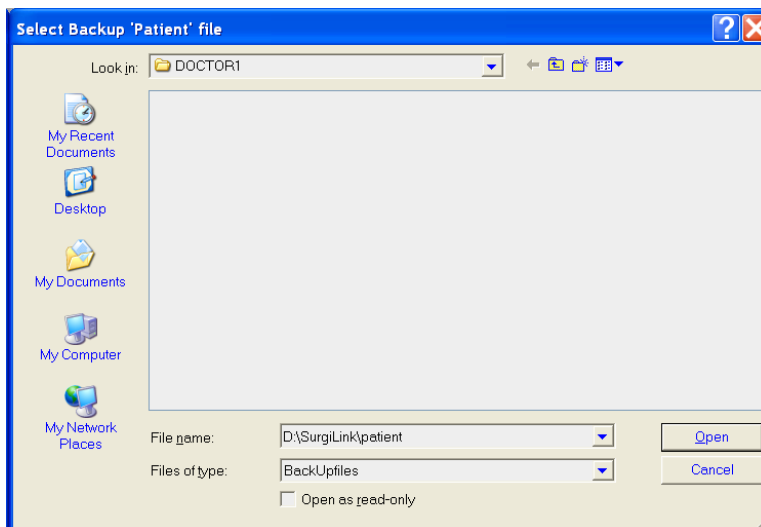 Select Backup 'Patient' file
Look in: DOCTOR1
My Recent
Documents
Desktop
My Documents
My Computer
My Network
Places
File name: D:\SurgiLink\patient Open
Files of type: BackUpfiles Cancel
Open as read-only